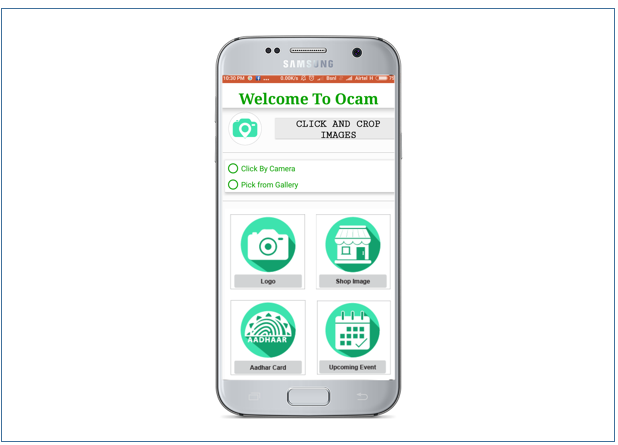 SAMSUNG
10:30 PM ... 0.00K/s Airtel H
Welcome To Ocam
CLICK AND CROP
IMAGES
Click By Camera
Pick from Gallery
Logo
Shop Image
AADHAAR
Aadhar Card
Upcoming Event